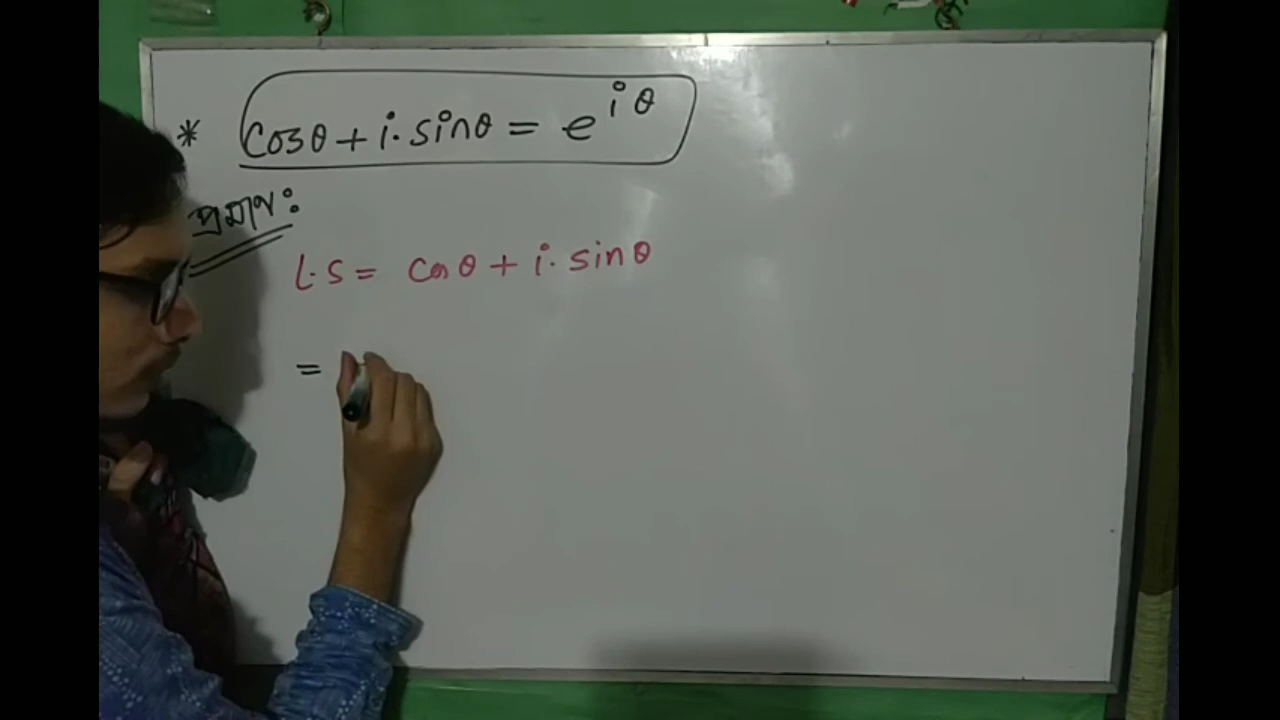 * cosθ + i. sinθ = e^{iθ}
প্রমাণ:
L.S = cosθ + i. sinθ
=